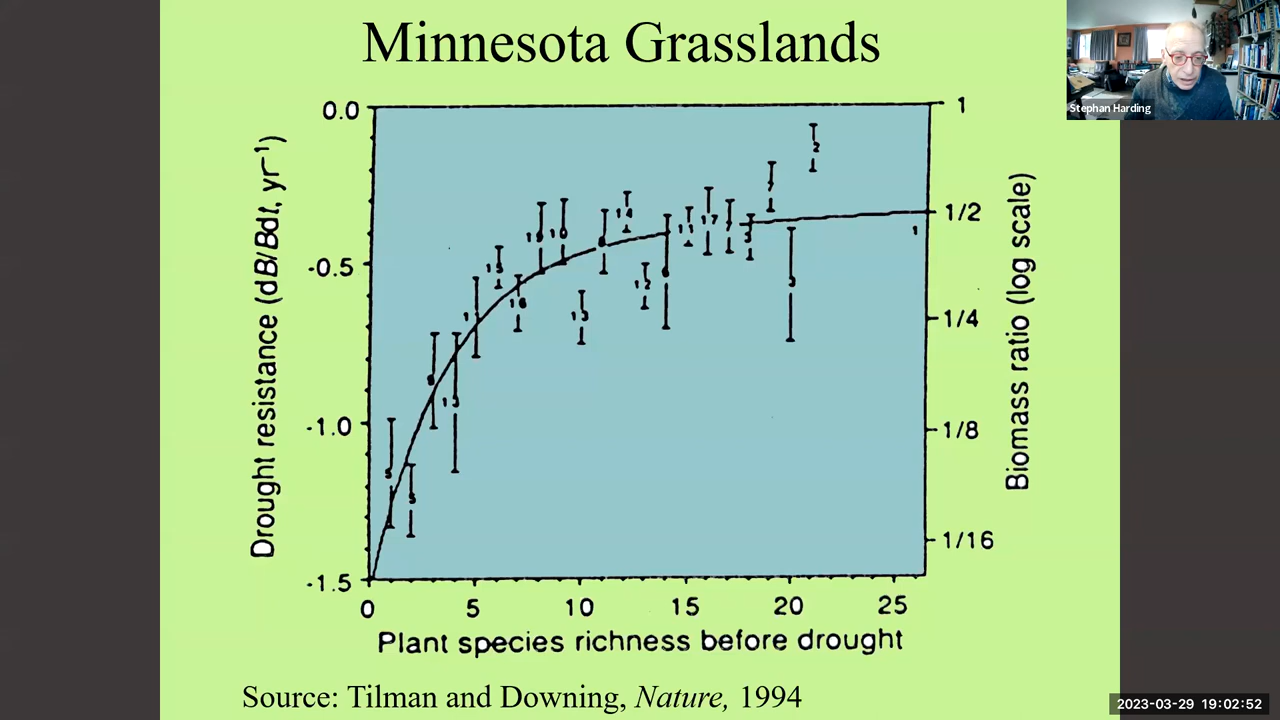 Minnesota Grasslands
Stephan Harding
Drought resistance (dB/Bdt, yr⁻¹)
0.0
-0.5
-1.0
-1.5
1
1/2
1/4
1/8
1/16
Biomass ratio (log scale)
0
5
10
15
20
25
Plant species richness before drought
Source: Tilman and Downing, Nature, 1994
2023-03-29 19:02:52